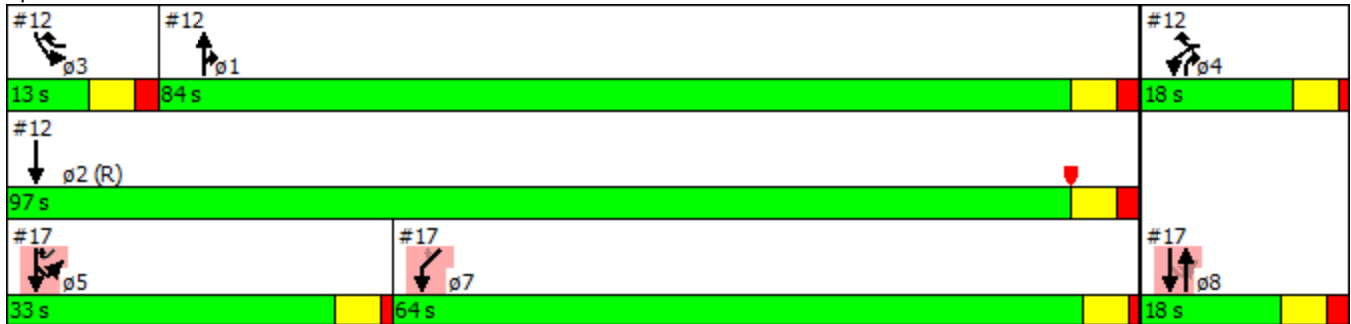 #12 #12 #12
ø3 ø1 ø4
13 s 84 s 18 s
#12
ø2 (R)
97 s
#17 #17 #17
ø5 ø7 ø8
33 s 64 s 18 s